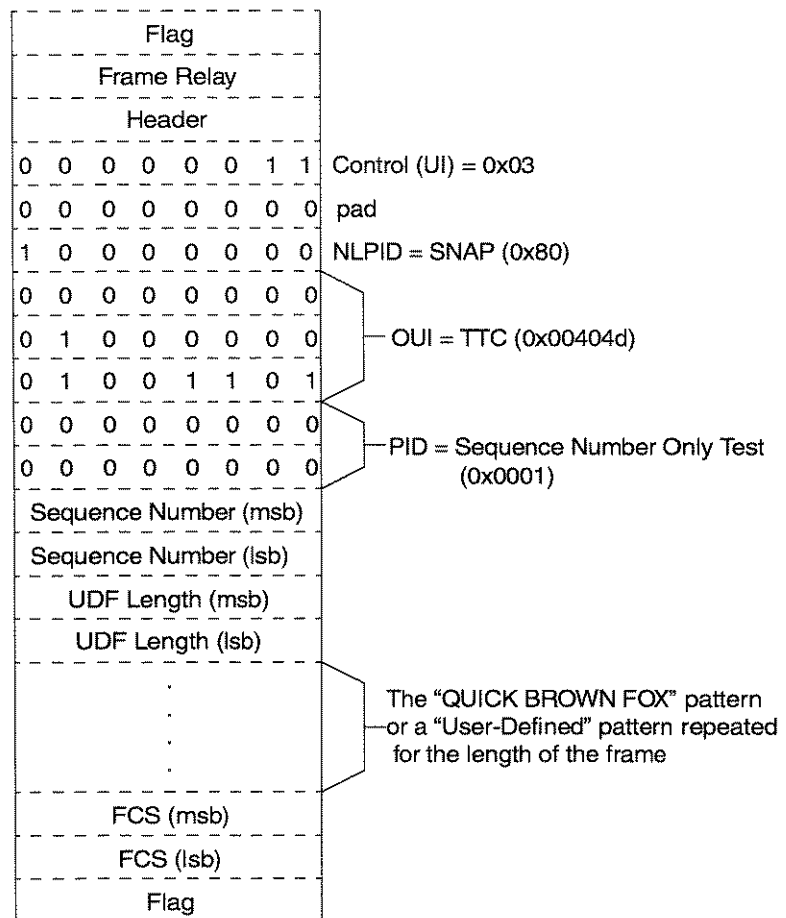 Flag
Frame Relay
Header
0 0 0 0 0 0 1 1 Control (UI) = 0x03
0 0 0 0 0 0 0 0 pad
1 0 0 0 0 0 0 0 NLPID = SNAP (0x80)
0 0 0 0 0 0 0 0
0 1 0 0 0 0 0 0 OUI = TTC (0x00404d)
0 1 0 0 1 1 0 1
0 0 0 0 0 0 0 0
PID = Sequence Number Only Test
0 0 0 0 0 0 0 0 (0x0001)
Sequence Number (msb)
Sequence Number (lsb)
UDF Length (msb)
UDF Length (lsb)
The “QUICK BROWN FOX” pattern
or a “User-Defined” pattern repeated
for the length of the frame
FCS (msb)
FCS (lsb)
Flag